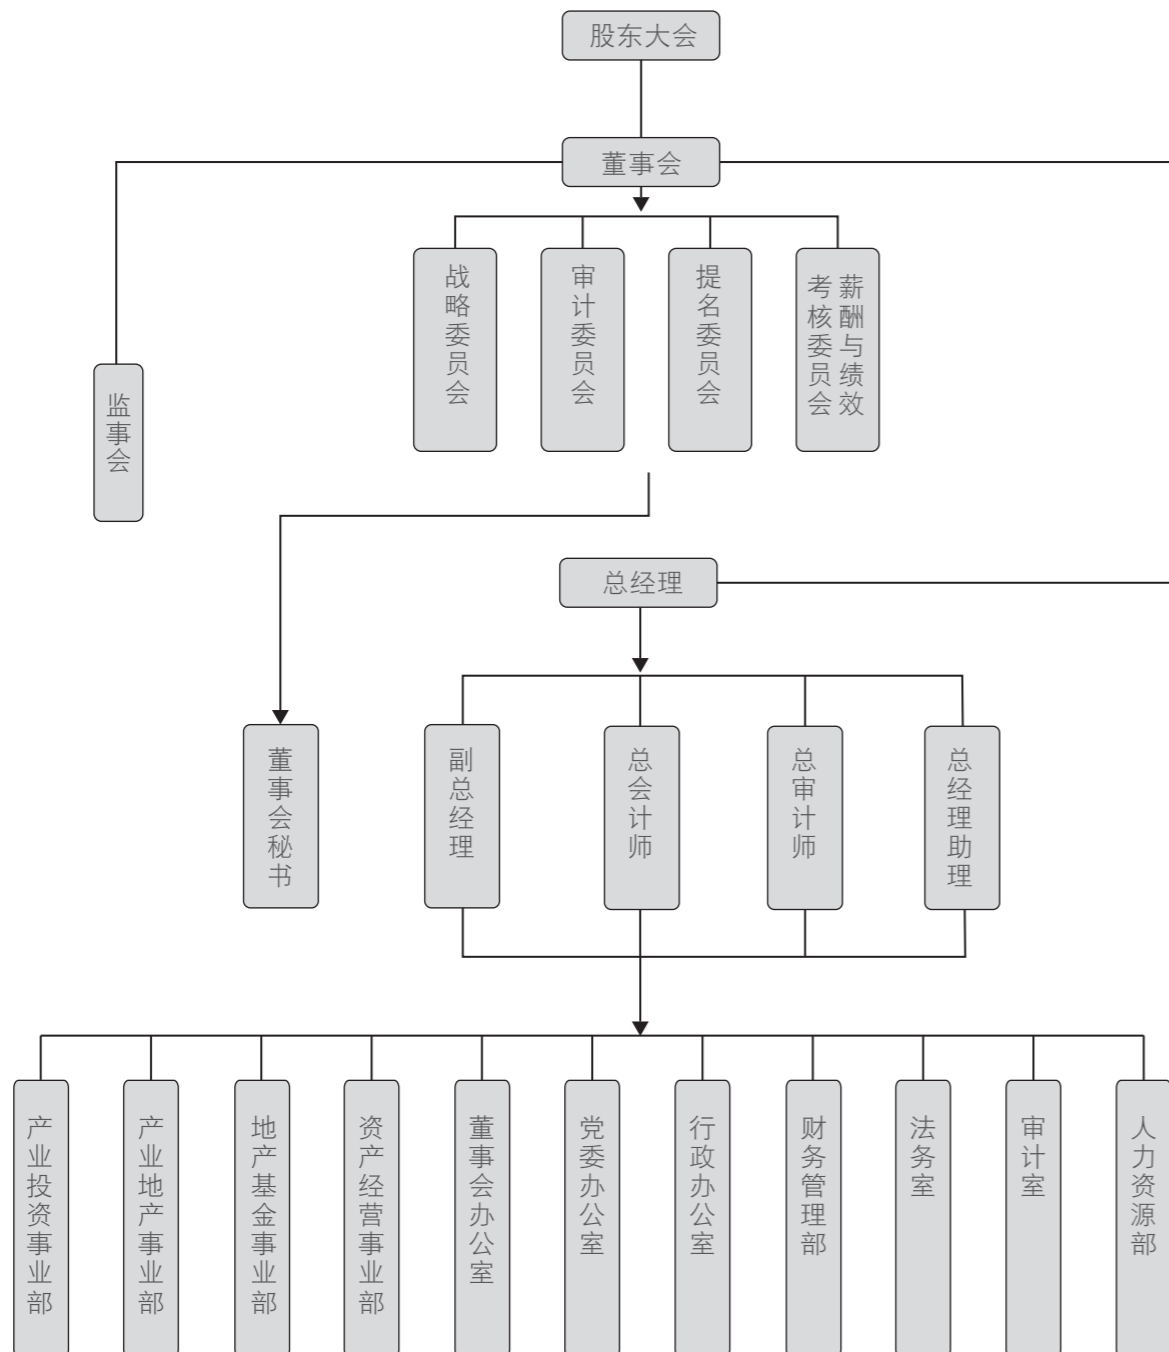 股东大会
董事会
战略委员会
审计委员会
提名委员会
薪酬与绩效
考核委员会
监事会
总经理
董事会秘书
副总经理
总会计师
总审计师
总经理助理
产业投资事业部
产业地产事业部
地产基金事业部
资产经营事业部
董事会办公室
党委办公室
行政办公室
财务管理部
法务室
审计室
人力资源部